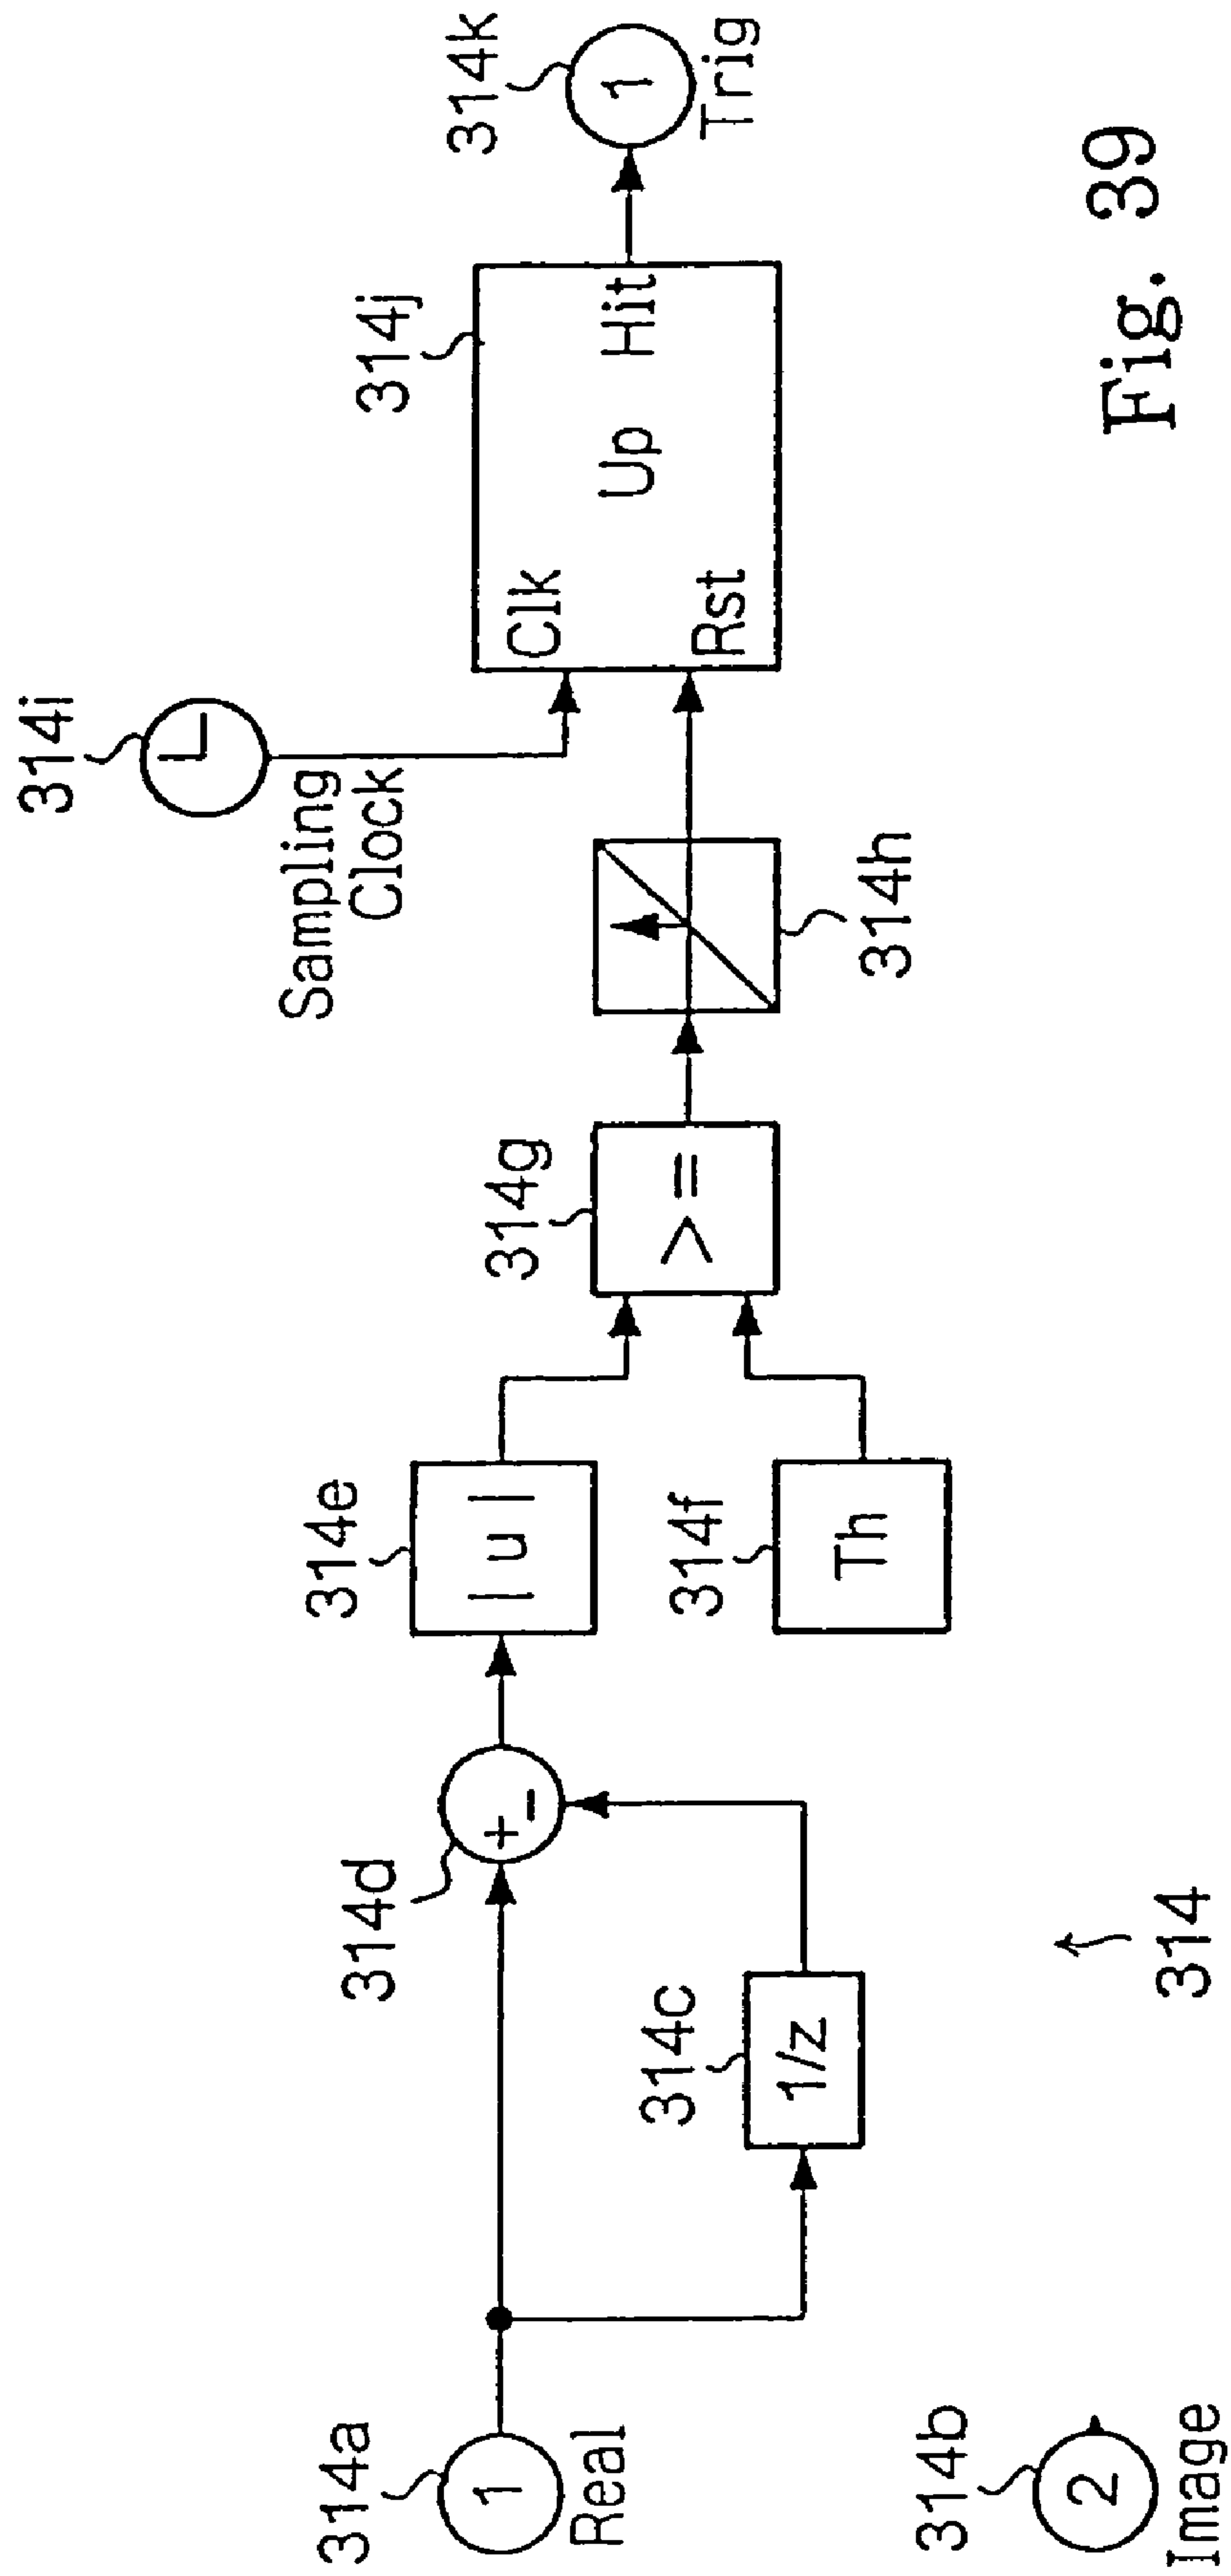 314i
Sampling
Clock
314j
314k
Clk
Up
Hit
Rst
1
Trig
314e
| u |
314g
>=
314h
314d
+
−
314f
Th
314a
1
Real
314c
1/z
314b
2
Image
314
Fig. 39